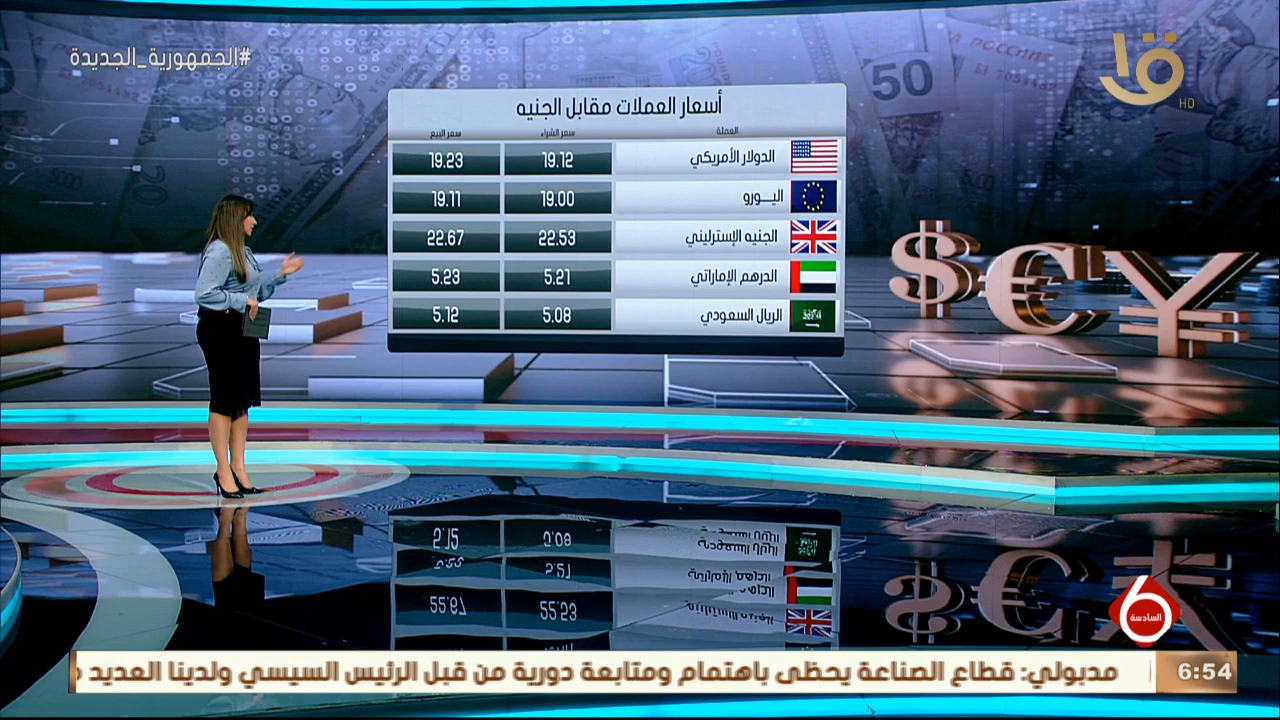 #الجمهورية_الجديدة
HD
50
أسعار العملات مقابل الجنيه
العملة سعر الشراء سعر البيع
الدولار الأمريكي 19.12 19.23
اليـــورو 19.00 19.11
الجنيه الإسترليني 22.53 22.67
الدرهم الإماراتي 5.21 5.23
الريال السعودي 5.08 5.12
$€¥
6
السادسة
6:54
مدبولي: قطاع الصناعة يحظى باهتمام ومتابعة دورية من قبل الرئيس السيسي ولدينا العديد